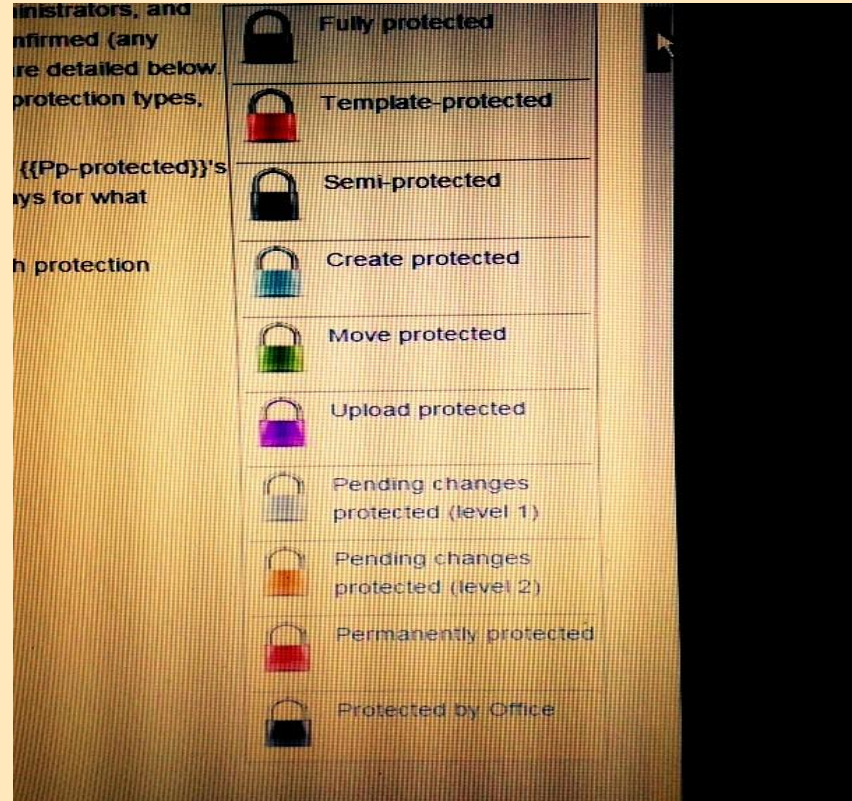 inistrators, and
nfirmed (any
re detailed below.
protection types,
{{Pp-protected}}'s
ys for what
h protection
Fully protected
Template-protected
Semi-protected
Create protected
Move protected
Upload protected
Pending changes
protected (level 1)
Pending changes
protected (level 2)
Permanently protected
Protected by Office